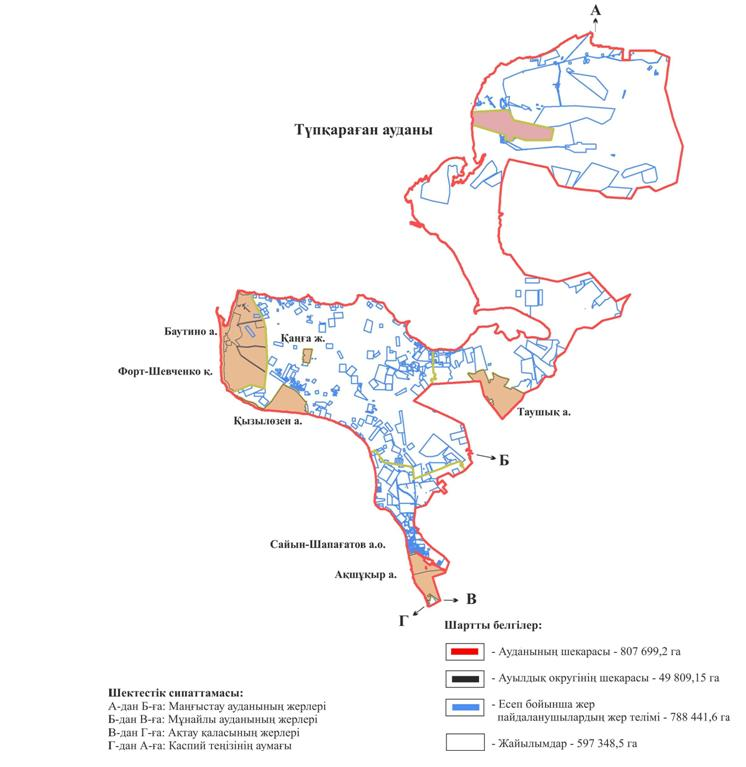 А
Түпқараған ауданы
Баутино а.
Қаңға ж.
Форт-Шевченко қ.
Қызылөзен а.
Таушық а.
Б
Сайын-Шапағатов а.о.
Ақшұқыр а.
В
Г
Шартты белгілер:
- Ауданының шекарасы - 807 699,2 га
- Ауылдық округінің шекарасы - 49 809,15 га
- Есеп бойынша жер
пайдаланушылардың жер телімі - 788 441,6 га
- Жайылымдар - 597 348,5 га
Шектестік сипаттамасы:
А-дан Б-ға: Маңғыстау ауданының жерлері
Б-дан В-ға: Мұнайлы ауданының жерлері
В-дан Г-ға: Ақтау қаласының жерлері
Г-дан А-ға: Каспий теңізінің аумағы